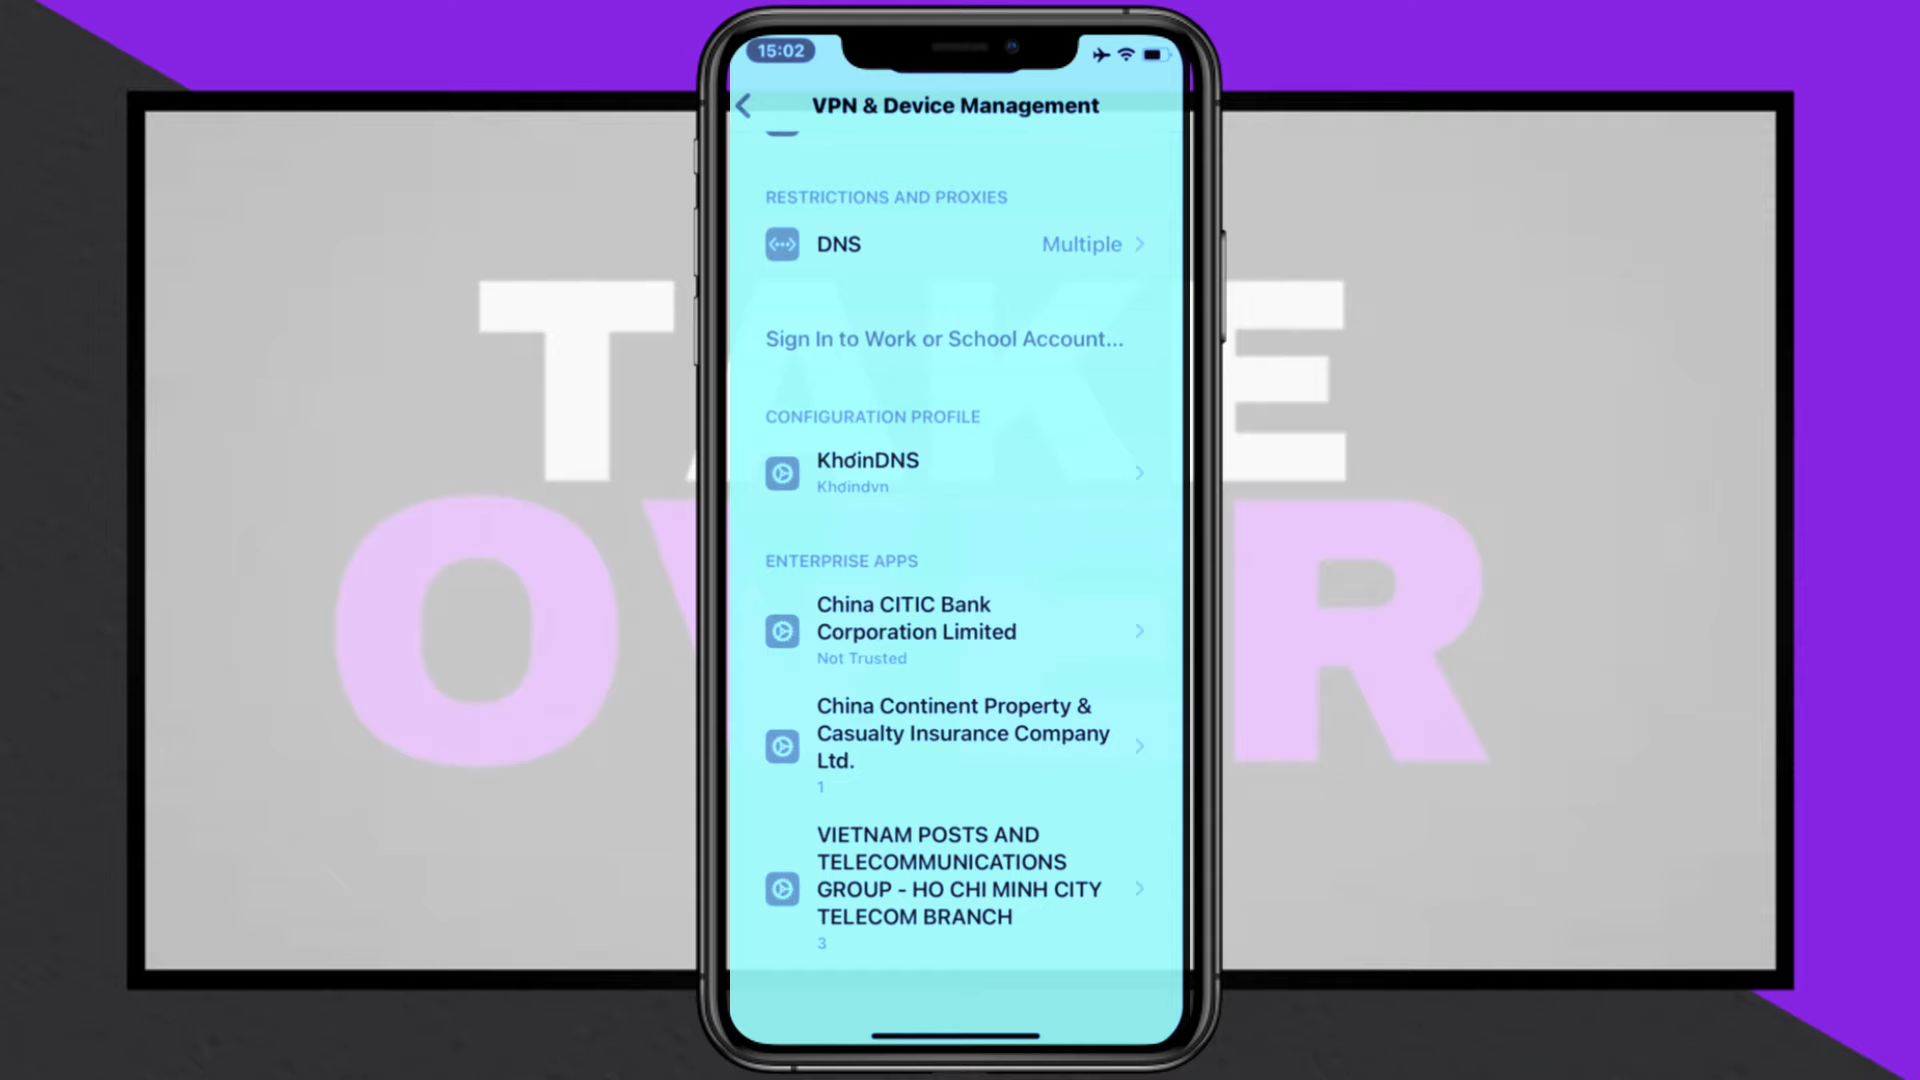 15:02
VPN & Device Management
RESTRICTIONS AND PROXIES
DNS Multiple
Sign In to Work or School Account...
CONFIGURATION PROFILE
KhơinDNS
Khơindvn
ENTERPRISE APPS
China CITIC Bank
Corporation Limited
Not Trusted
China Continent Property &
Casualty Insurance Company
Ltd.
1
VIETNAM POSTS AND
TELECOMMUNICATIONS
GROUP - HO CHI MINH CITY
TELECOM BRANCH
3
TAKE
OVER